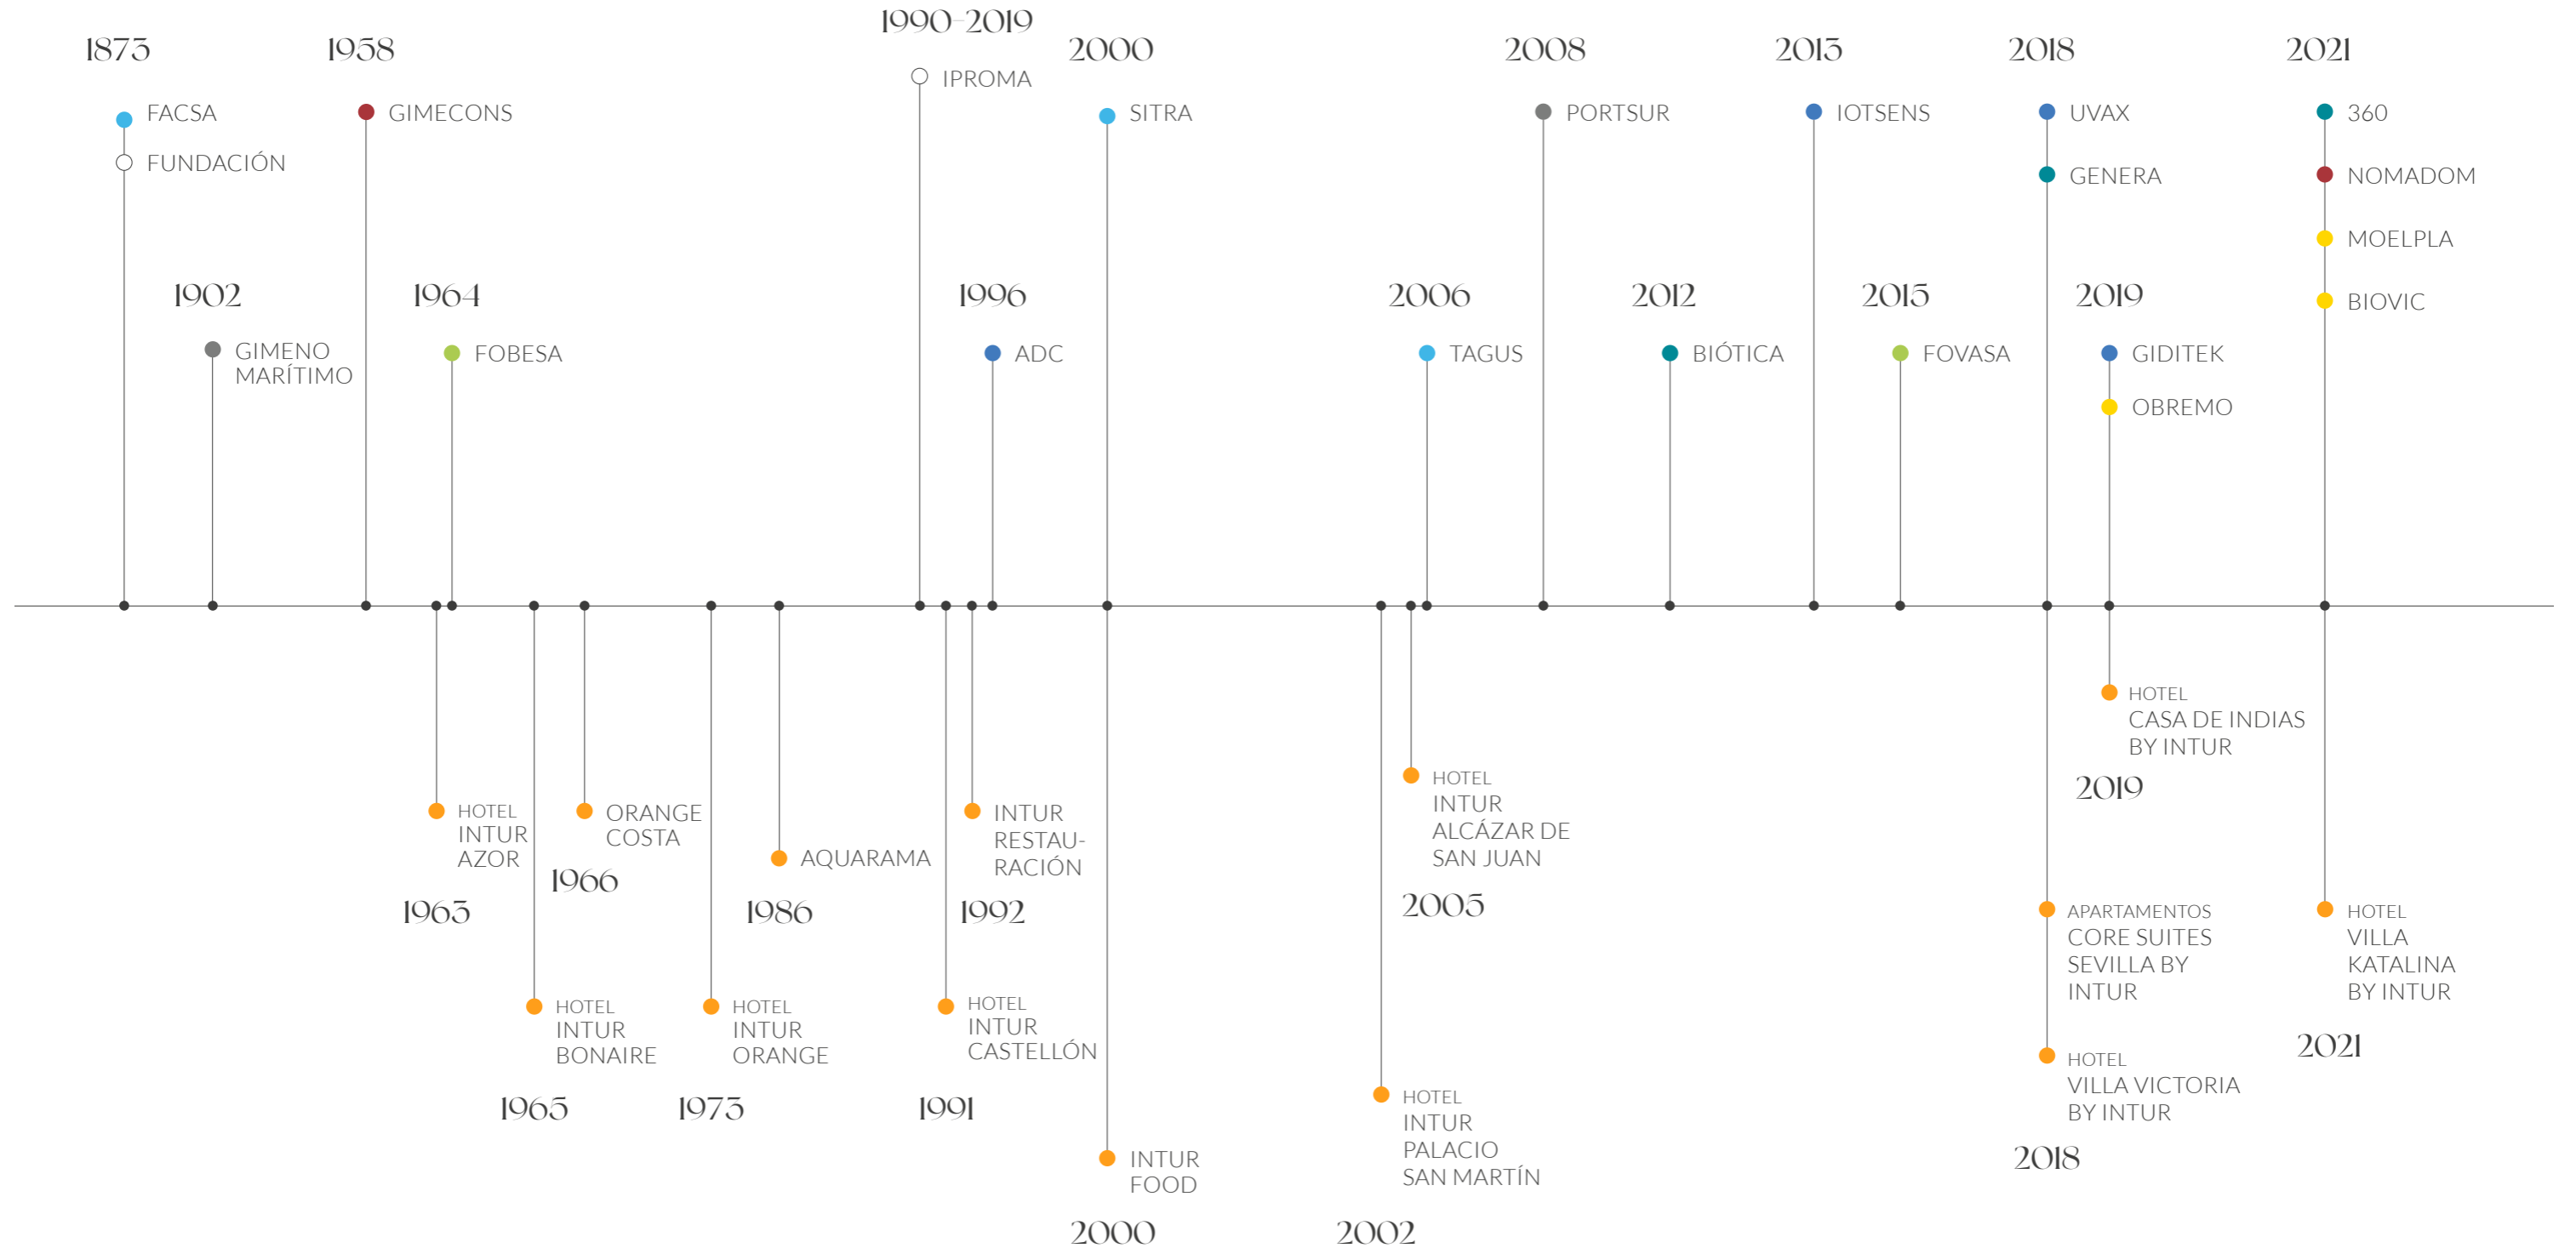 1990-2019
1873
1958
2000
2008
2013
2018
2021
IPROMA
FACSA
GIMECONS
SITRA
PORTSUR
IOTSENS
UVAX
360
FUNDACIÓN
GENERA
NOMADOM
MOELPLA
1902
1964
1996
2006
2012
2015
2019
BIOVIC
GIMENO
MARÍTIMO
FOBESA
ADC
TAGUS
BIÓTICA
FOVASA
GIDITEK
OBREMO
HOTEL
CASA DE INDIAS
BY INTUR
2019
HOTEL
INTUR
AZOR
1963
ORANGE
COSTA
1966
AQUARAMA
1986
INTUR
RESTAU-
RACIÓN
1992
HOTEL
INTUR
ALCÁZAR DE
SAN JUAN
2005
APARTAMENTOS
CORE SUITES
SEVILLA BY
INTUR
HOTEL
VILLA
KATALINA
BY INTUR
2021
HOTEL
INTUR
BONAIRE
1965
HOTEL
INTUR
ORANGE
1973
HOTEL
INTUR
CASTELLÓN
1991
HOTEL
VILLA VICTORIA
BY INTUR
2018
INTUR
FOOD
2000
HOTEL
INTUR
PALACIO
SAN MARTÍN
2002